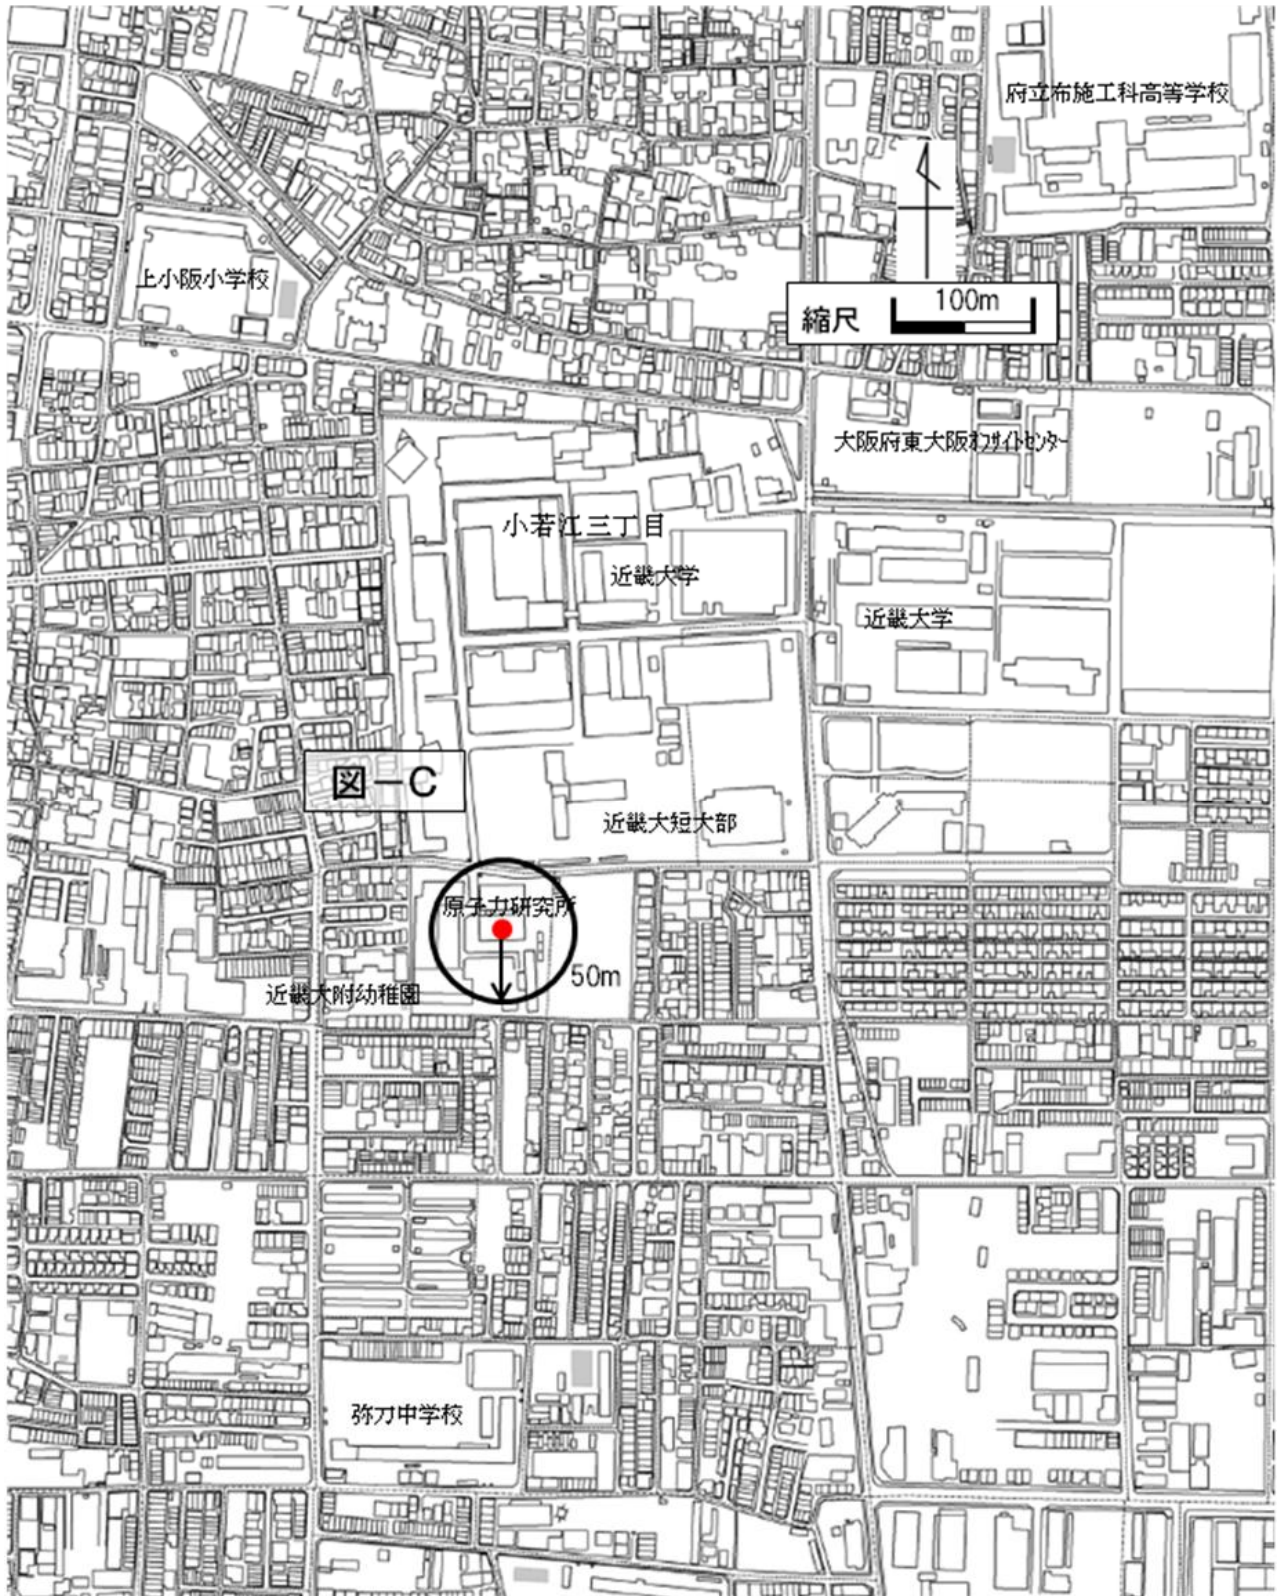 府立布施工科高等学校
上小阪小学校
100m
縮尺
大阪府東大阪ｵﾌｻｲﾄｾﾝﾀｰ
小若江三丁目
近畿大学
近畿大学
図－C
近畿大短大部
原子力研究所
50m
近畿大附幼稚園
弥刀中学校